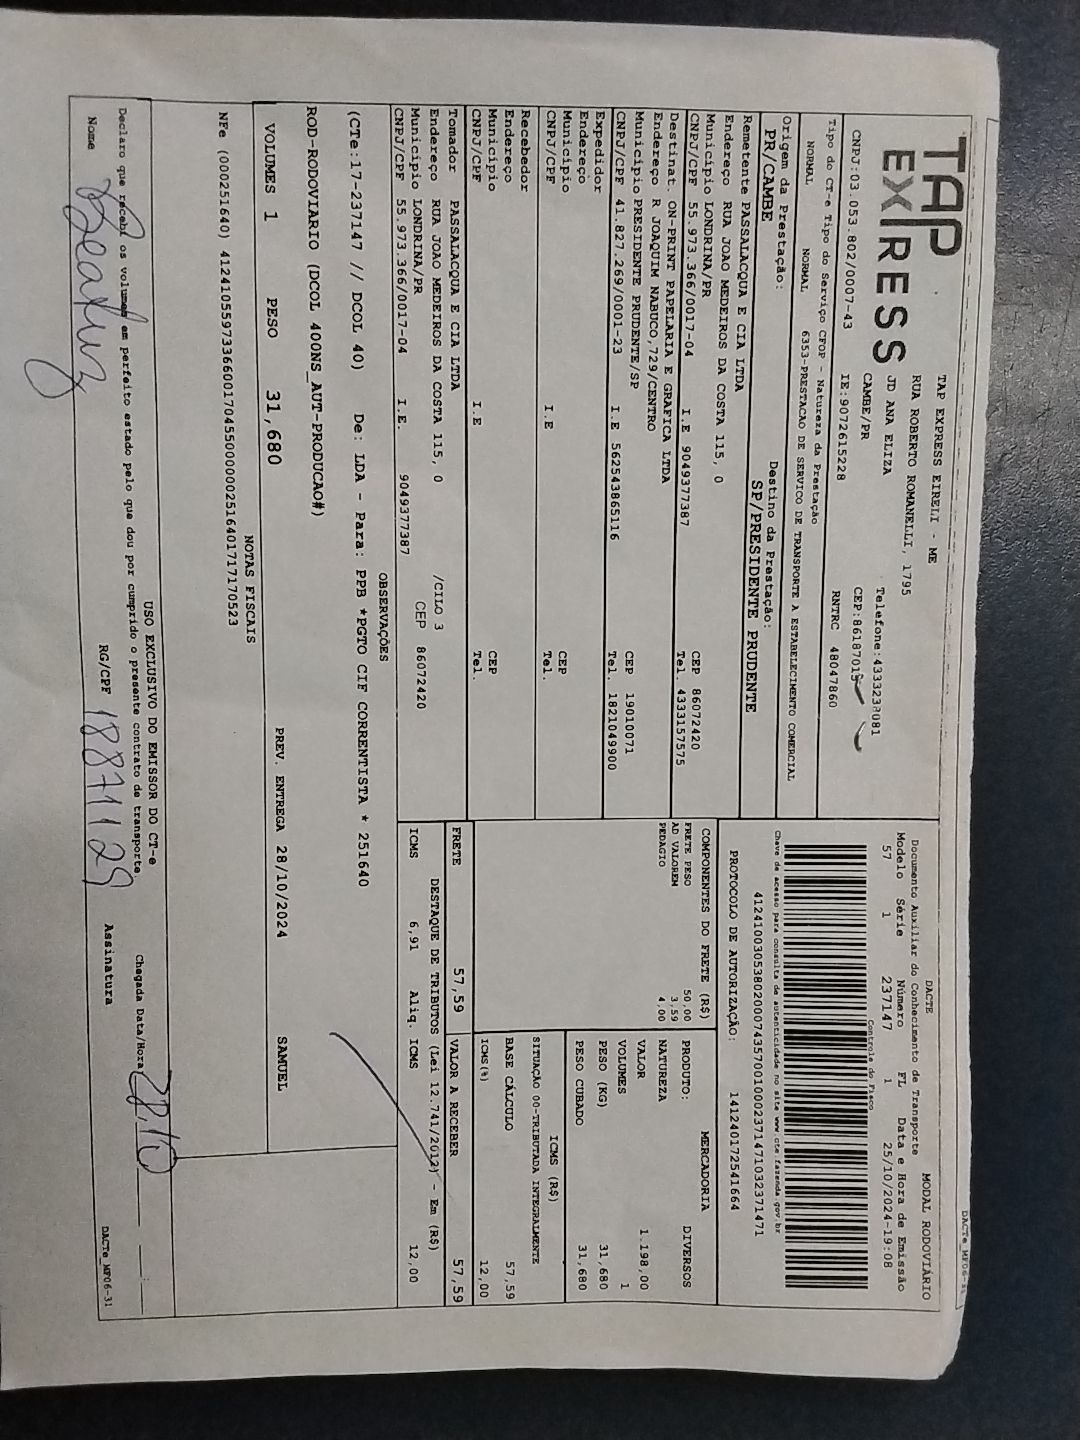 DACTe_MF06-31
TAP
EXPRESS
TAP EXPRESS EIRELI - ME
RUA ROBERTO ROMANELLI, 1795
JD ANA ELIZA
CAMBE/PR
Telefone:4333238081
CEP:86187015
CNPJ:03.053.802/0007-43 IE:9072615228 RNTRC 48047860
Tipo do CT-e Tipo do Serviço CFOP - Natureza da Prestação
NORMAL NORMAL 6353-PRESTACAO DE SERVICO DE TRANSPORTE A ESTABELECIMENTO COMERCIAL
Origem da Prestação: Destino da Prestação:
PR/CAMBE SP/PRESIDENTE PRUDENTE
Remetente PASSALACQUA E CIA LTDA
Endereço RUA JOAO MEDEIROS DA COSTA 115, 0
Município LONDRINA/PR CEP 86072420
CNPJ/CPF 55.973.366/0017-04 I.E 9049377387 Tel. 4333157575
Destinat. ON-PRINT PAPELARIA E GRAFICA LTDA
Endereço R JOAQUIM NABUCO,729/CENTRO
Município PRESIDENTE PRUDENTE/SP CEP 19010071
CNPJ/CPF 41.827.269/0001-23 I.E 562543865116 Tel. 1821049900
Expedidor
Endereço
Município CEP
CNPJ/CPF I.E Tel.
Recebedor
Endereço
Município CEP
CNPJ/CPF I.E Tel.
Tomador PASSALACQUA E CIA LTDA
Endereço RUA JOAO MEDEIROS DA COSTA 115, 0 /CILO 3
Município LONDRINA/PR CEP 86072420
CNPJ/CPF 55.973.366/0017-04 I.E. 9049377387
DACTE MODAL RODOVIÁRIO
Documento Auxiliar do Conhecimento de Transporte
Modelo Série Número FL Data e Hora de Emissão
57 1 237147 1 25/10/2024-19:08
Controle do Fisco
Chave de acesso para consulta de autenticidade no site www.cte.fazenda.gov.br
41241003053802000743570010002371471032371471
PROTOCOLO DE AUTORIZAÇÃO: 141240172541664
COMPONENTES DO FRETE (R$)
FRETE PESO 50,00
AD VALOREM 3,59
PEDAGIO 4,00
MERCADORIA
PRODUTO: DIVERSOS
NATUREZA
VALOR 1.198,00
VOLUMES 1
PESO (KG) 31,680
PESO CUBADO 31,680
ICMS (R$)
SITUAÇÃO 00-TRIBUTADA INTEGRALMENTE
BASE CÁLCULO 57,59
ICMS(%) 12,00
FRETE 57,59 VALOR A RECEBER 57,59
DESTAQUE DE TRIBUTOS (Lei 12.741/2012) - Em (R$)
ICMS 6,91 Aliq. ICMS 12,00
OBSERVAÇÕES
(CTe:17-237147 // DCOL 40) De: LDA - Para: PPB *PGTO CIF CORRENTISTA * 251640
ROD-RODOVIARIO (DCOL 400NS_AUT-PRODUCAO#)
VOLUMES 1 PESO 31,680 PREV. ENTREGA 28/10/2024 SAMUEL
NOTAS FISCAIS
NFe (000251640) 41241055973366001704550000002516401717170523
USO EXCLUSIVO DO EMISSOR DO CT-e
Declaro que recebi os volumes em perfeito estado pelo que dou por cumprido o presente contrato de transporte. Chegada Data/Hora 28/10
Nome Beatriz RG/CPF 18871129 Assinatura
DACTe_MF06-31